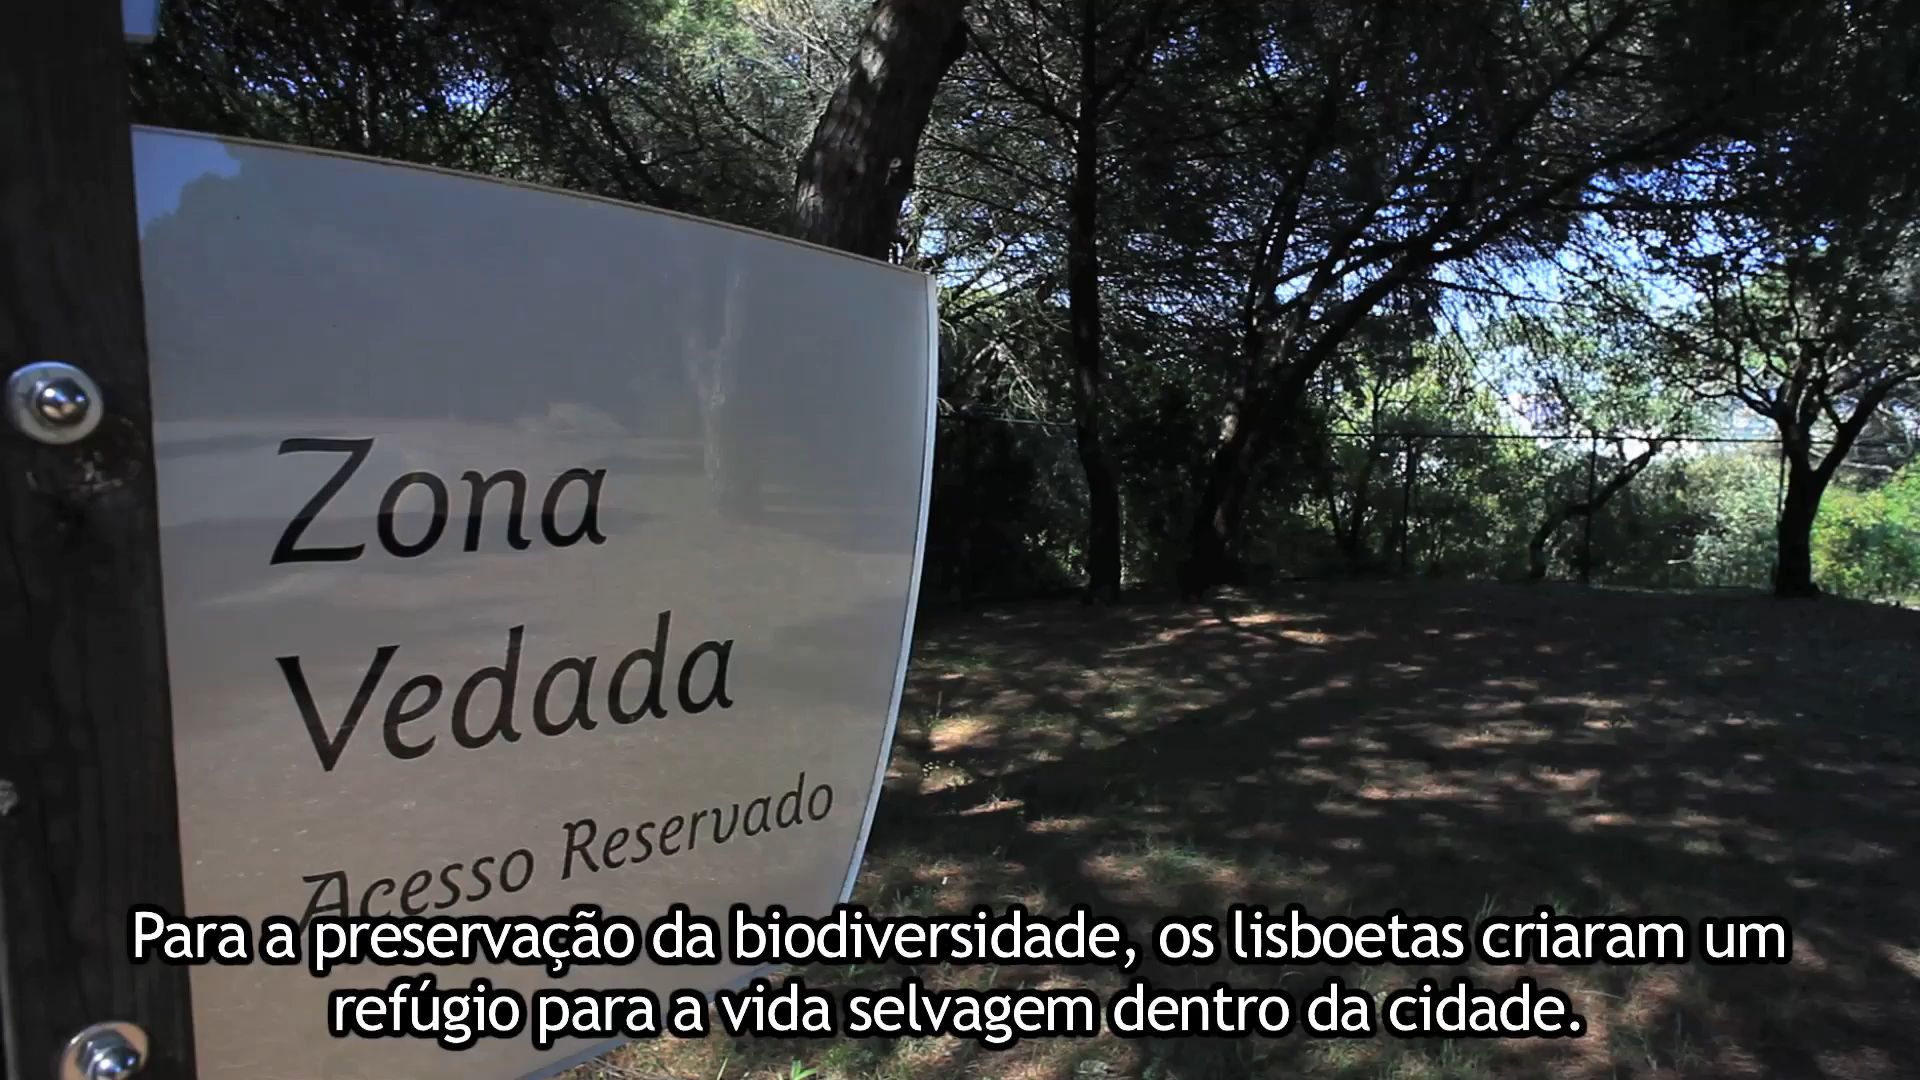 Zona
Vedada
Acesso Reservado
Para a preservação da biodiversidade, os lisboetas criaram um
refúgio para a vida selvagem dentro da cidade.